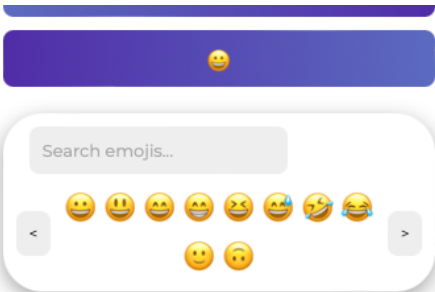 😀
Search emojis...
😀 😃 😄 😁 😆 😅 🤣 😂
<
>
🙂 🙃